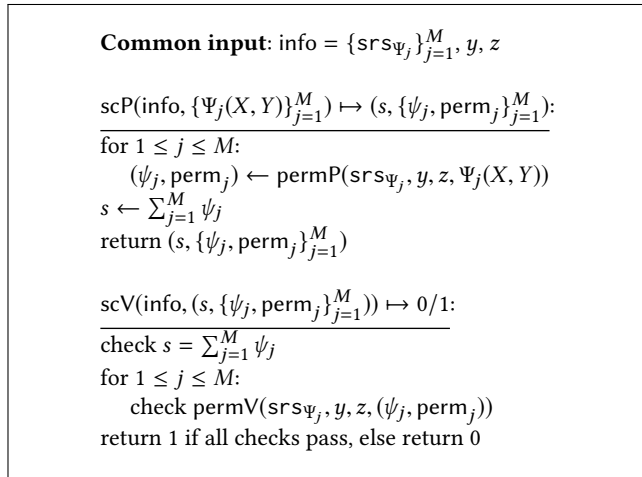 Common input: info = {srs_{Ψ_j}}_{j=1}^M, y, z
scP(info, {Ψ_j(X, Y)}_{j=1}^M) ↦ (s, {ψ_j, perm_j}_{j=1}^M):
for 1 ≤ j ≤ M:
(ψ_j, perm_j) ← permP(srs_{Ψ_j}, y, z, Ψ_j(X, Y))
s ← ∑_{j=1}^M ψ_j
return (s, {ψ_j, perm_j}_{j=1}^M)
scV(info, (s, {ψ_j, perm_j}_{j=1}^M)) ↦ 0/1:
check s = ∑_{j=1}^M ψ_j
for 1 ≤ j ≤ M:
check permV(srs_{Ψ_j}, y, z, (ψ_j, perm_j))
return 1 if all checks pass, else return 0